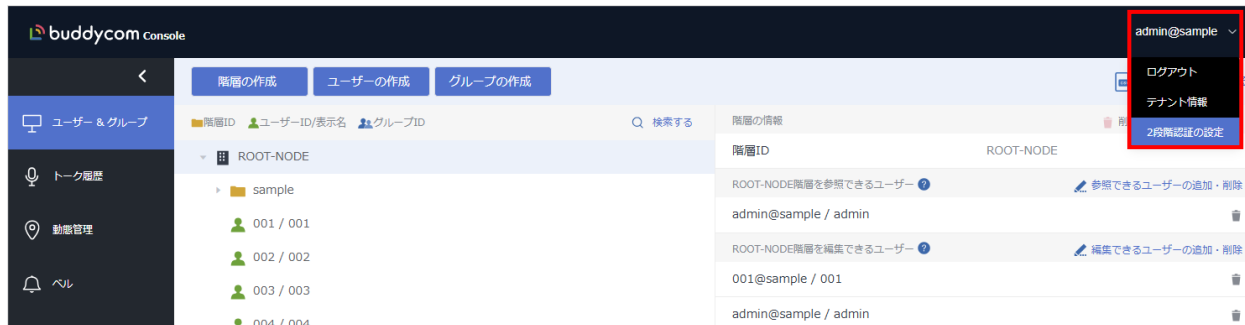 buddycom Console
admin@sample
ログアウト
テナント情報
2段階認証の設定
階層の作成 ユーザーの作成 グループの作成
ユーザー & グループ
トーク履歴
動態管理
ベル
階層ID ユーザーID/表示名 グループID 検索する
ROOT-NODE
sample
001 / 001
002 / 002
003 / 003
004 / 004
階層の情報
階層ID ROOT-NODE
ROOT-NODE階層を参照できるユーザー ? 参照できるユーザーの追加・削除
admin@sample / admin
ROOT-NODE階層を編集できるユーザー ? 編集できるユーザーの追加・削除
001@sample / 001
admin@sample / admin